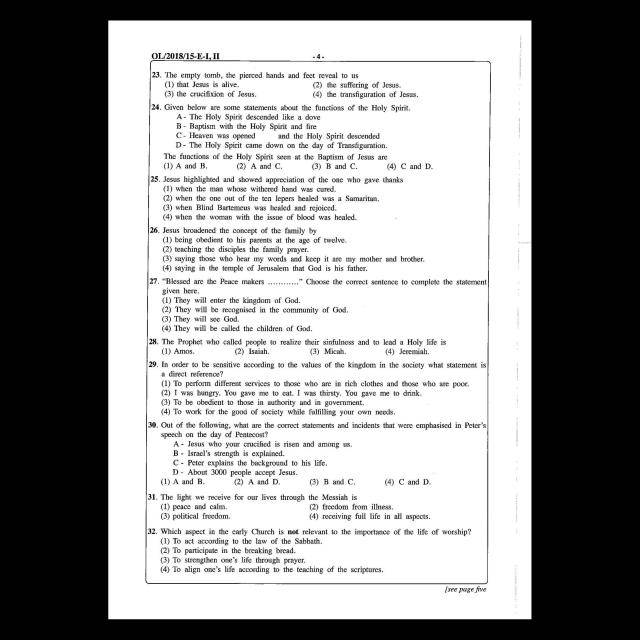 OL/2018/15-E-I, II - 4 -
23. The empty tomb, the pierced hands and feet reveal to us
(1) that Jesus is alive. (2) the suffering of Jesus.
(3) the crucifixion of Jesus. (4) the transfiguration of Jesus.
24. Given below are some statements about the functions of the Holy Spirit.
A - The Holy Spirit descended like a dove
B - Baptism with the Holy Spirit and fire
C - Heaven was opened and the Holy Spirit descended
D - The Holy Spirit came down on the day of Transfiguration.
The functions of the Holy Spirit seen at the Baptism of Jesus are
(1) A and B. (2) A and C. (3) B and C. (4) C and D.
25. Jesus highlighted and showed appreciation of the one who gave thanks
(1) when the man whose withered hand was cured.
(2) when the one out of the ten lepers healed was a Samaritan.
(3) when Blind Bartemeus was healed and rejoiced.
(4) when the woman with the issue of blood was healed.
26. Jesus broadened the concept of the family by
(1) being obedient to his parents at the age of twelve.
(2) teaching the disciples the family prayer.
(3) saying those who hear my words and keep it are my mother and brother.
(4) saying in the temple of Jerusalem that God is his father.
27. "Blessed are the Peace makers ............" Choose the correct sentence to complete the statement
given here.
(1) They will enter the kingdom of God.
(2) They will be recognised in the community of God.
(3) They will see God.
(4) They will be called the children of God.
28. The Prophet who called people to realize their sinfulness and to lead a Holy life is
(1) Amos. (2) Isaiah. (3) Micah. (4) Jeremiah.
29. In order to be sensitive according to the values of the kingdom in the society what statement is
a direct reference?
(1) To perform different services to those who are in rich clothes and those who are poor.
(2) I was hungry. You gave me to eat. I was thirsty. You gave me to drink.
(3) To be obedient to those in authority and in government.
(4) To work for the good of society while fulfilling your own needs.
30. Out of the following, what are the correct statements and incidents that were emphasised in Peter's
speech on the day of Pentecost?
A - Jesus who your crucified is risen and among us.
B - Israel's strength is explained.
C - Peter explains the background to his life.
D - About 3000 people accept Jesus.
(1) A and B. (2) A and D. (3) B and C. (4) C and D.
31. The light we receive for our lives through the Messiah is
(1) peace and calm. (2) freedom from illness.
(3) political freedom. (4) receiving full life in all aspects.
32. Which aspect in the early Church is not relevant to the importance of the life of worship?
(1) To act according to the law of the Sabbath.
(2) To participate in the breaking bread.
(3) To strengthen one's life through prayer.
(4) To align one's life according to the teaching of the scriptures.
[see page five